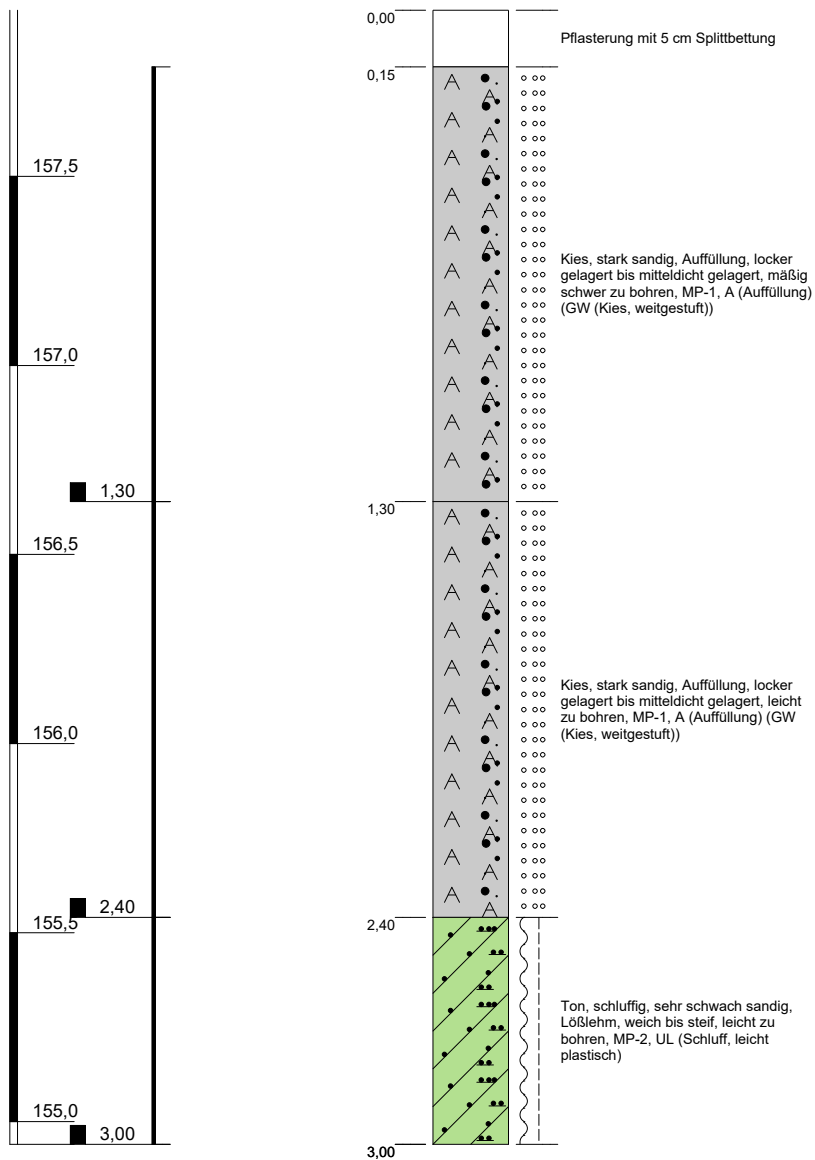 0,00
Pflasterung mit 5 cm Splittbettung
0,15
157,5
Kies, stark sandig, Auffüllung, locker
gelagert bis mitteldicht gelagert, mäßig
schwer zu bohren, MP-1, A (Auffüllung)
(GW (Kies, weitgestuft))
157,0
1,30
1,30
156,5
Kies, stark sandig, Auffüllung, locker
gelagert bis mitteldicht gelagert, leicht
zu bohren, MP-1, A (Auffüllung) (GW
(Kies, weitgestuft))
156,0
2,40
2,40
155,5
Ton, schluffig, sehr schwach sandig,
Lößlehm, weich bis steif, leicht zu
bohren, MP-2, UL (Schluff, leicht
plastisch)
155,0
3,00
3,00